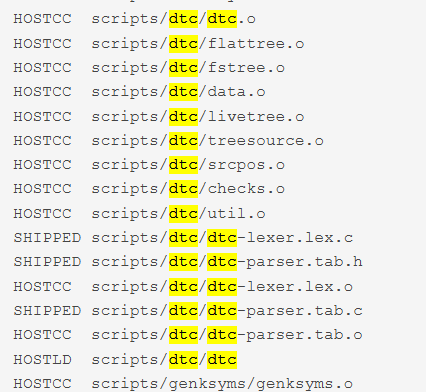 HOSTCC  scripts/dtc/dtc.o
HOSTCC  scripts/dtc/flattree.o
HOSTCC  scripts/dtc/fstree.o
HOSTCC  scripts/dtc/data.o
HOSTCC  scripts/dtc/livetree.o
HOSTCC  scripts/dtc/treesource.o
HOSTCC  scripts/dtc/srcpos.o
HOSTCC  scripts/dtc/checks.o
HOSTCC  scripts/dtc/util.o
SHIPPED scripts/dtc/dtc-lexer.lex.c
SHIPPED scripts/dtc/dtc-parser.tab.h
HOSTCC  scripts/dtc/dtc-lexer.lex.o
SHIPPED scripts/dtc/dtc-parser.tab.c
HOSTCC  scripts/dtc/dtc-parser.tab.o
HOSTLD  scripts/dtc/dtc
HOSTCC  scripts/genksyms/genksyms.o